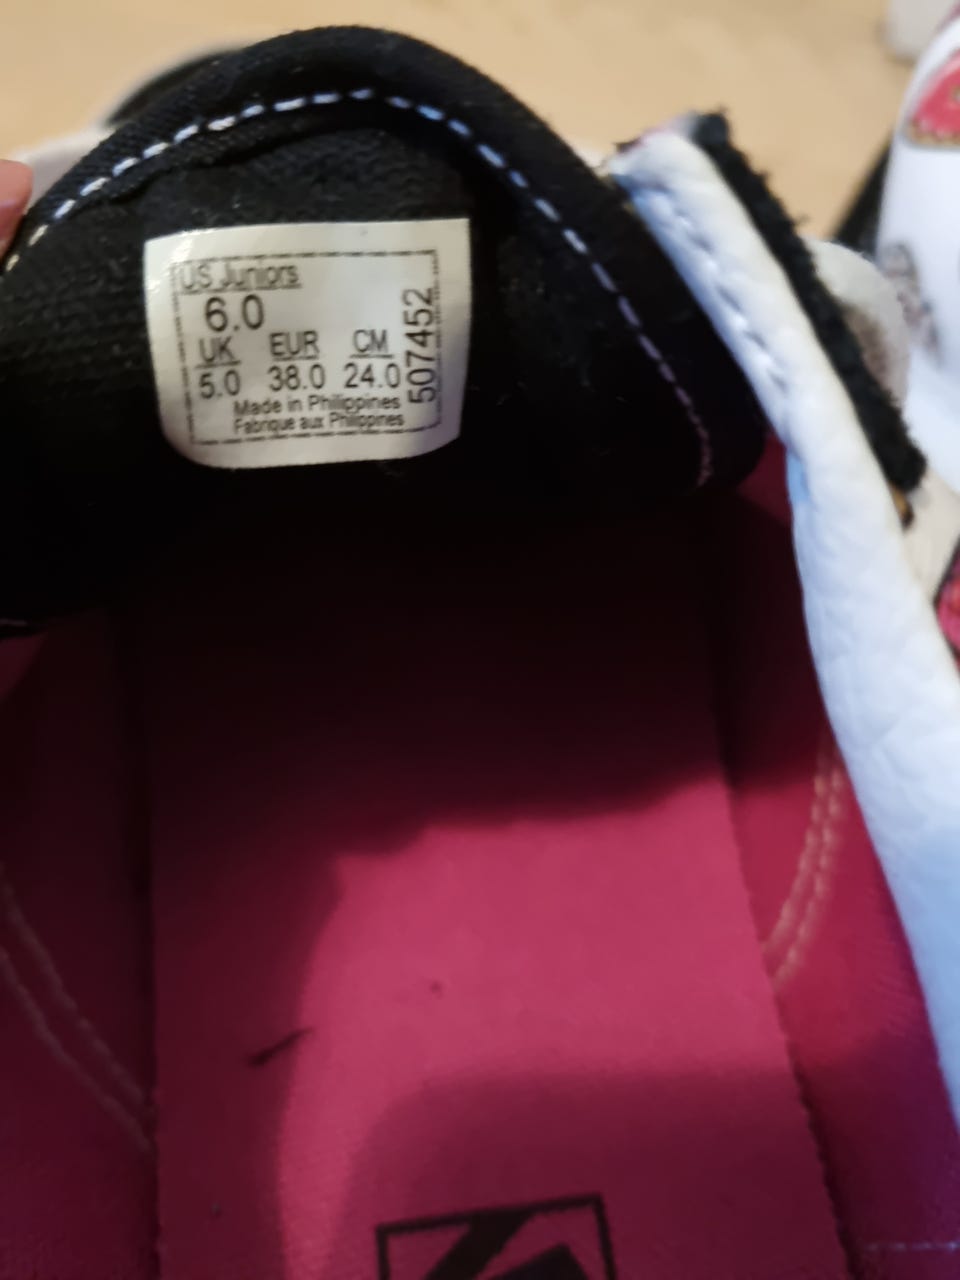 US Juniors
6.0
UK EUR CM
5.0 38.0 24.0
Made in Philippines
Fabrique aux Philippines
507452